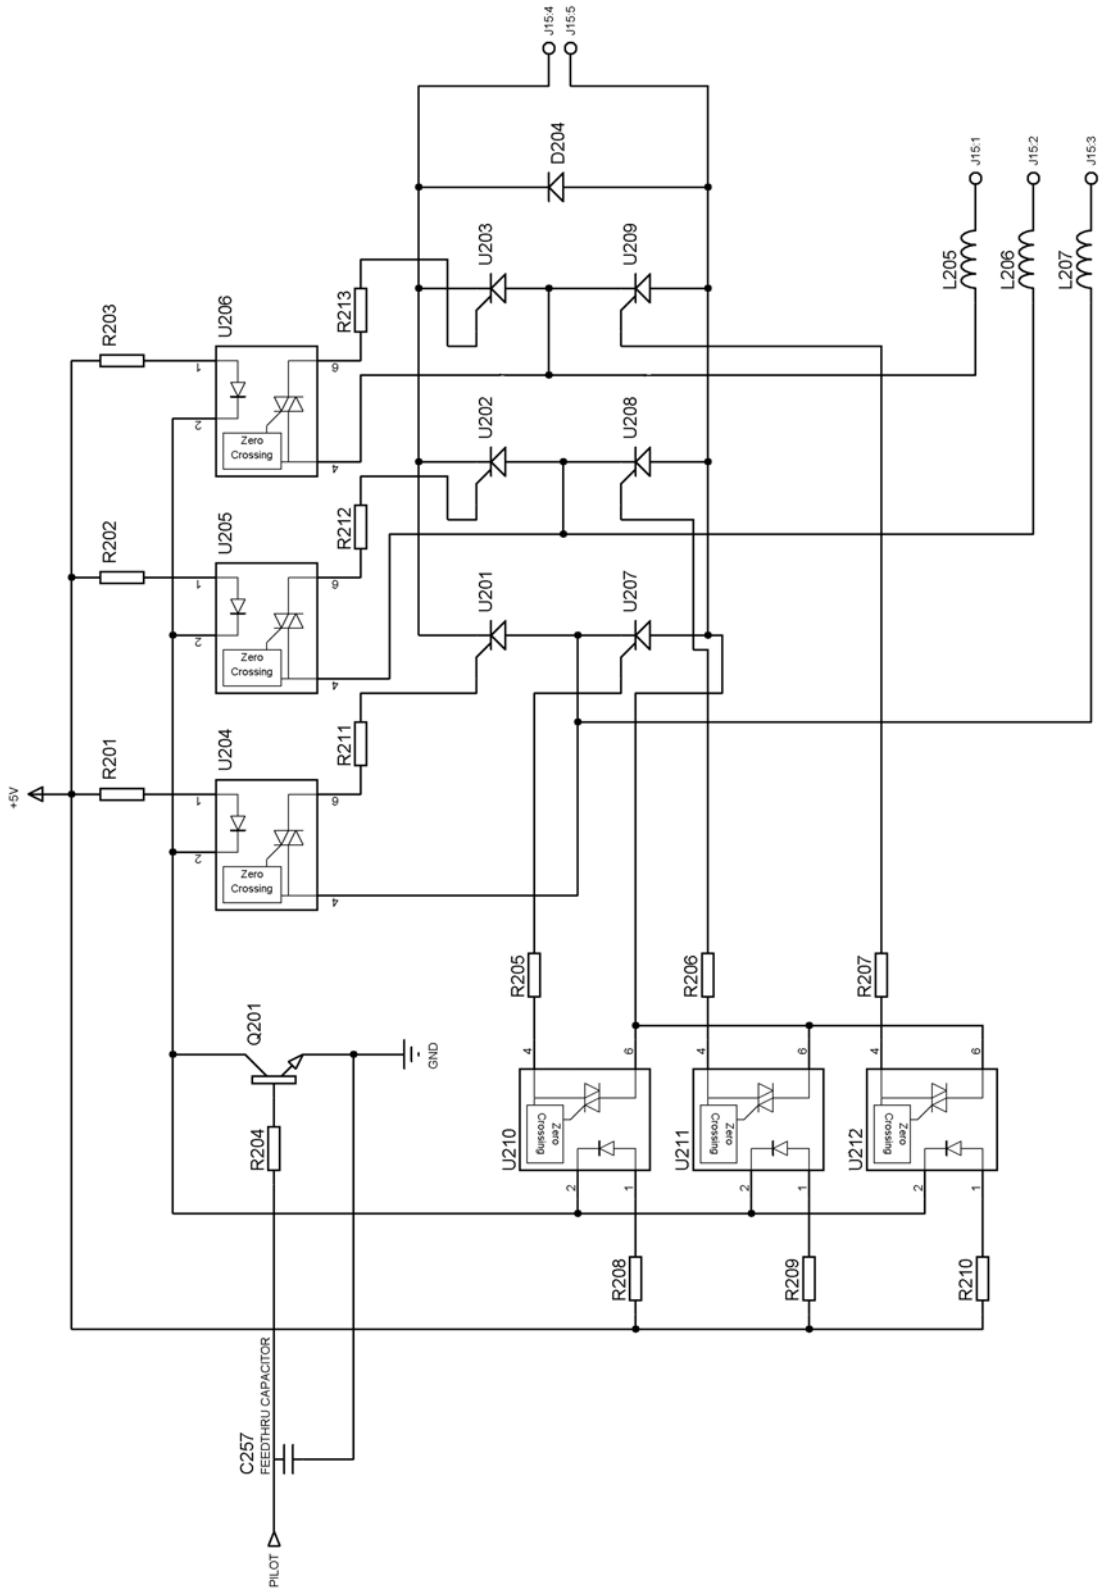 J15:4
J15:5
D204
J15:1
J15:2
J15:3
L205
L206
L207
U203
U209
R203
U206
R213
1
2
6
4
Zero
Crossing
U202
U208
R202
U205
R212
1
2
6
4
Zero
Crossing
U201
U207
+5V
R201
U204
R211
1
2
6
4
Zero
Crossing
R205
R206
R207
Q201
GND
R204
U210
4
6
Zero
Crossing
2
1
U211
4
6
Zero
Crossing
2
1
U212
4
6
Zero
Crossing
2
1
R208
R209
R210
C257
FEEDTHRU CAPACITOR
PILOT